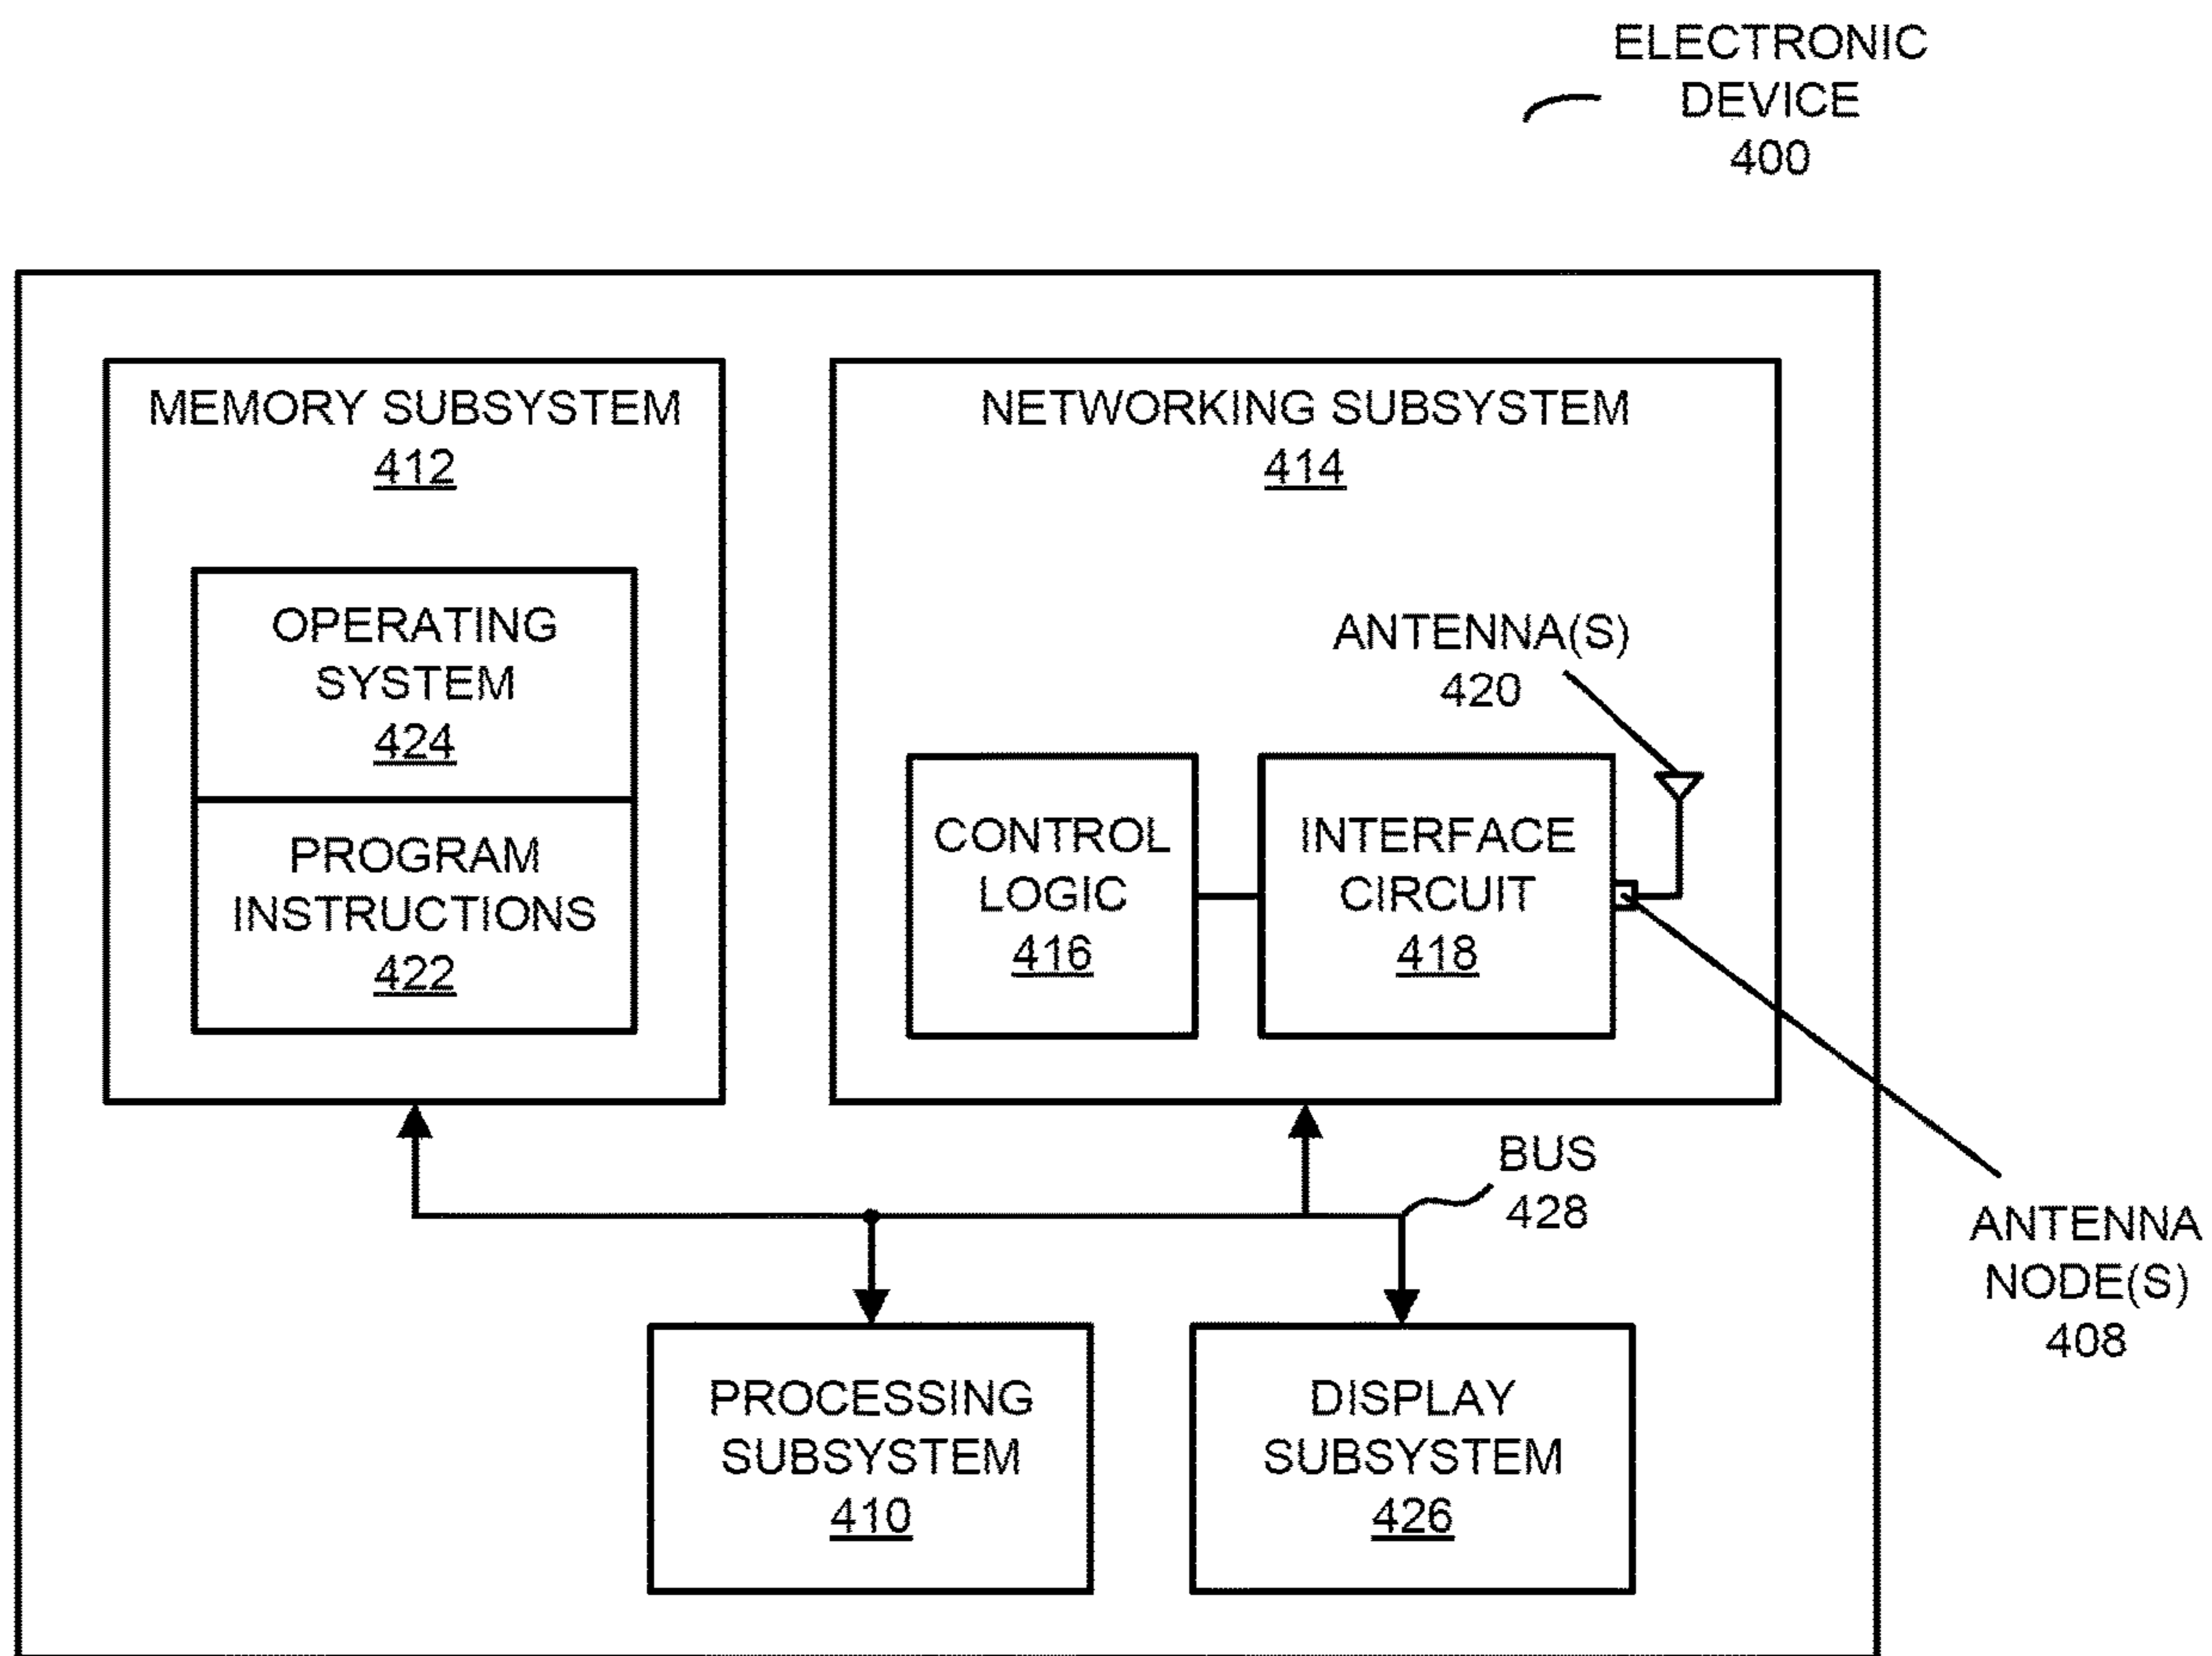 ELECTRONIC
DEVICE
400
MEMORY SUBSYSTEM
412
OPERATING
SYSTEM
424
PROGRAM
INSTRUCTIONS
422
NETWORKING SUBSYSTEM
414
ANTENNA(S)
420
CONTROL
LOGIC
416
INTERFACE
CIRCUIT
418
BUS
428
ANTENNA
NODE(S)
408
PROCESSING
SUBSYSTEM
410
DISPLAY
SUBSYSTEM
426